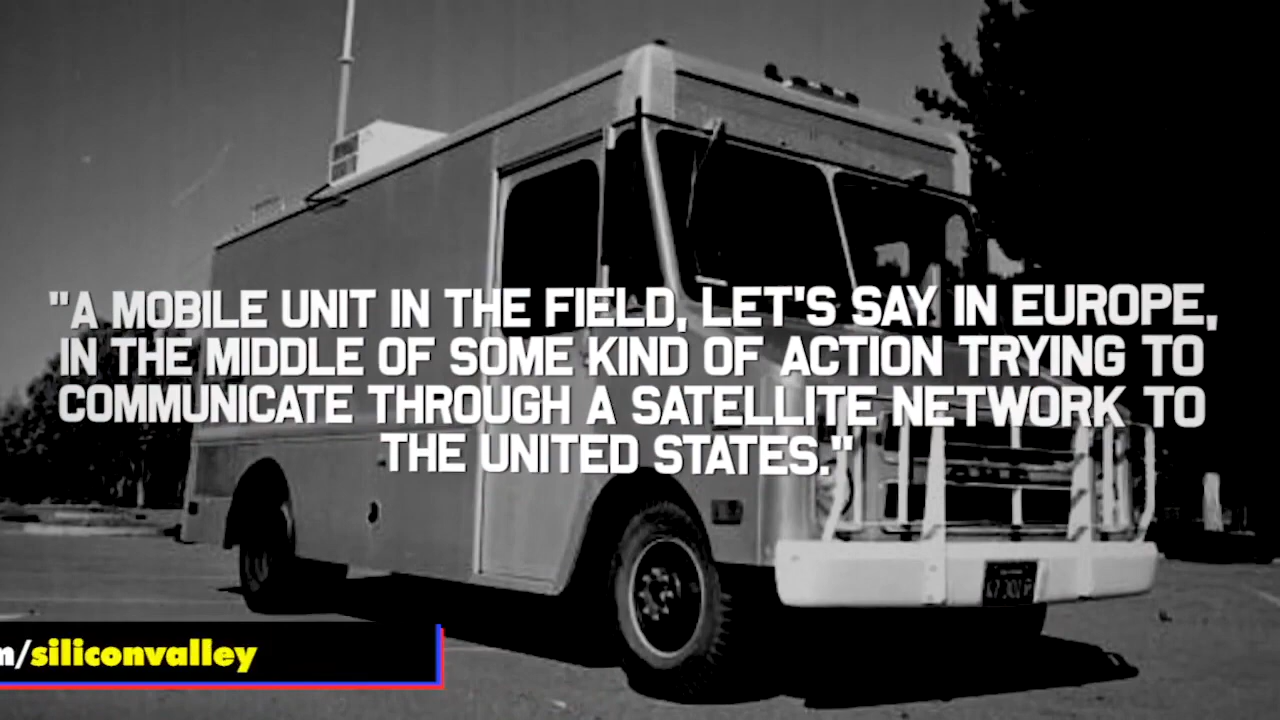 "A MOBILE UNIT IN THE FIELD, LET'S SAY IN EUROPE,
IN THE MIDDLE OF SOME KIND OF ACTION TRYING TO
COMMUNICATE THROUGH A SATELLITE NETWORK TO
THE UNITED STATES."
/siliconvalley